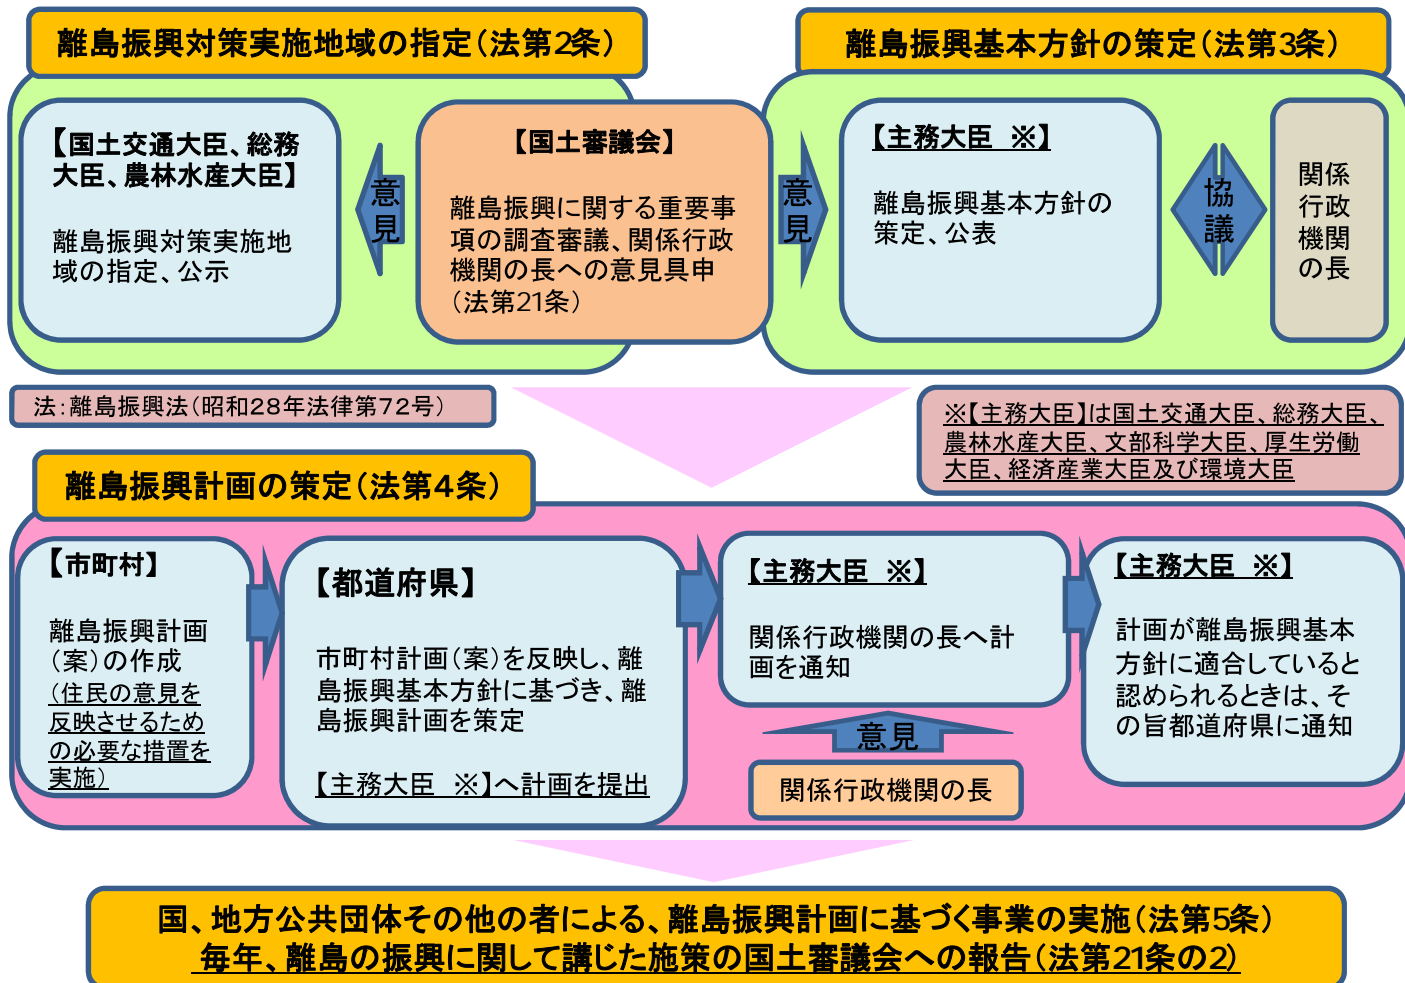 離島振興対策実施地域の指定（法第2条）
離島振興基本方針の策定（法第3条）
【国土交通大臣、総務
大臣、農林水産大臣】
離島振興対策実施地
域の指定、公示
意
見
【国土審議会】
離島振興に関する重要事
項の調査審議、関係行政
機関の長への意見具申
（法第21条）
意
見
【主務大臣　※】
離島振興基本方針の
策定、公表
協
議
関係
行政
機関
の長
法：離島振興法（昭和２８年法律第７２号）
※【主務大臣】は国土交通大臣、総務大臣、
農林水産大臣、文部科学大臣、厚生労働
大臣、経済産業大臣及び環境大臣
離島振興計画の策定（法第４条）
【市町村】
離島振興計画
（案）の作成
（住民の意見を
反映させるため
の必要な措置を
実施）
【都道府県】
市町村計画（案）を反映し、離
島振興基本方針に基づき、離
島振興計画を策定
【主務大臣　※】へ計画を提出
【主務大臣　※】
関係行政機関の長へ計
画を通知
意見
関係行政機関の長
【主務大臣　※】
計画が離島振興基本
方針に適合していると
認められるときは、そ
の旨都道府県に通知
国、地方公共団体その他の者による、離島振興計画に基づく事業の実施（法第5条）
毎年、離島の振興に関して講じた施策の国土審議会への報告（法第21条の2）